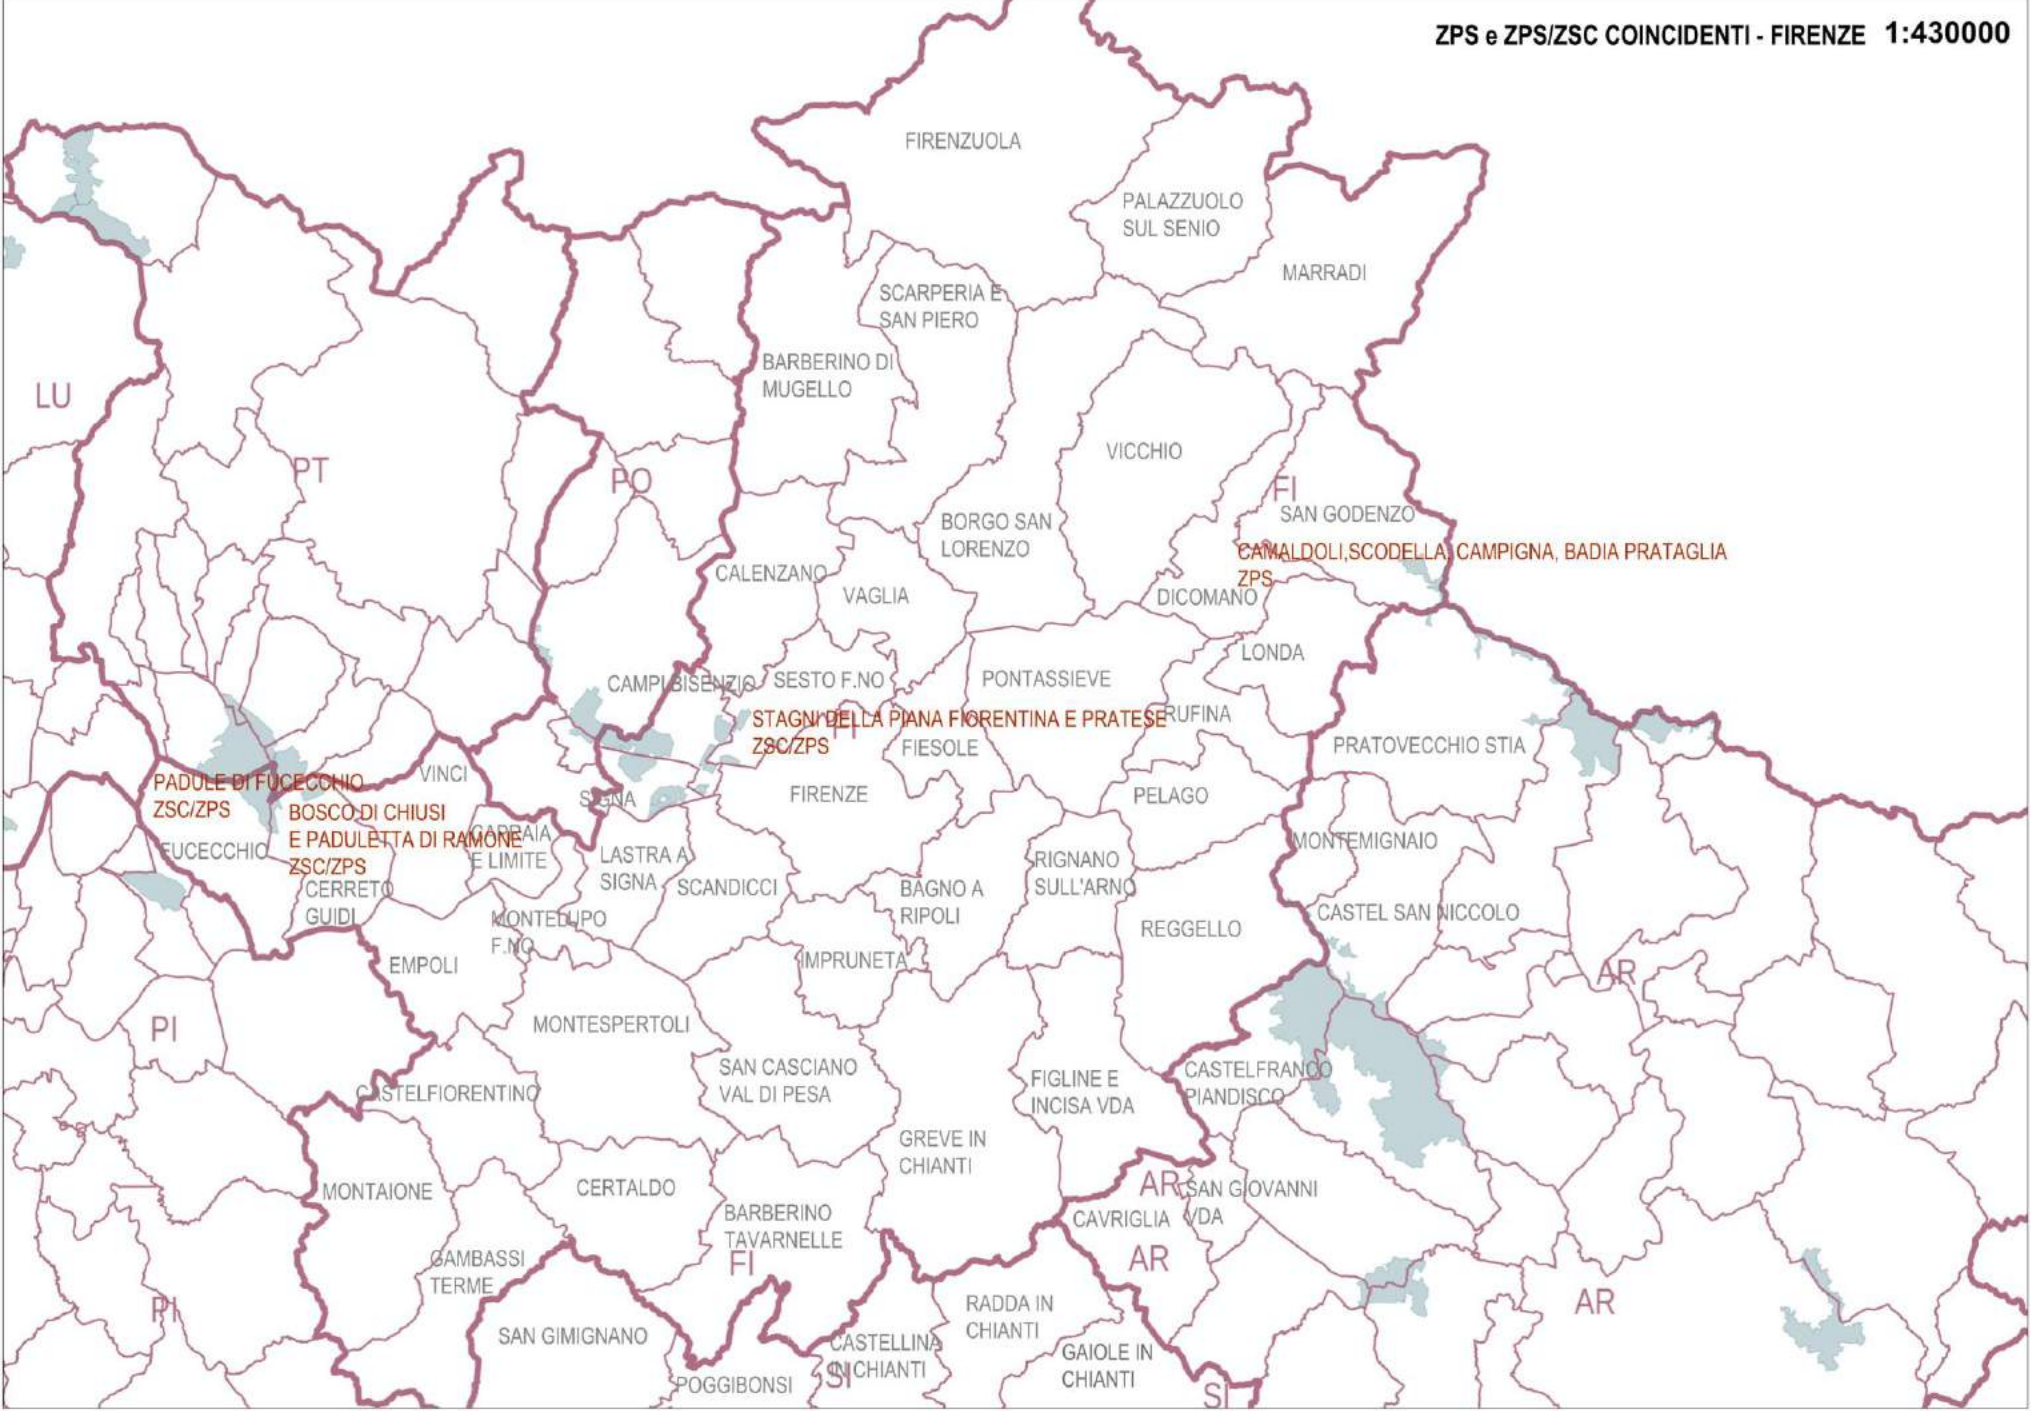 ZPS e ZPS/ZSC COINCIDENTI - FIRENZE 1:430000
FIRENZUOLA
PALAZZUOLO
SUL SENIO
MARRADI
SCARPERIA E
SAN PIERO
BARBERINO DI
MUGELLO
LU
PT
PO
VICCHIO
FI
SAN GODENZO
BORGO SAN
LORENZO
CAMALDOLI,SCODELLA, CAMPIGNA, BADIA PRATAGLIA
ZPS
CALENZANO
VAGLIA
DICOMANO
LONDA
CAMPI BISENZIO
SESTO F.NO
PONTASSIEVE
STAGNI DELLA PIANA FIORENTINA E PRATESE
ZSC/ZPS
FI
RUFINA
FIESOLE
PRATOVECCHIO STIA
VINCI
PADULE DI FUCECCHIO
ZSC/ZPS
BOSCO DI CHIUSI
E PADULETTA DI RAMONE
ZSC/ZPS
SIGNA
FIRENZE
PELAGO
CAPRAIA
E LIMITE
MONTEMIGNAIO
FUCECCHIO
LASTRA A
SIGNA
SCANDICCI
BAGNO A
RIPOLI
RIGNANO
SULL'ARNO
CERRETO
GUIDI
MONTELUPO
F.NO
CASTEL SAN NICCOLO
REGGELLO
EMPOLI
IMPRUNETA
AR
PI
MONTESPERTOLI
SAN CASCIANO
VAL DI PESA
FIGLINE E
INCISA VDA
CASTELFRANCO
PIANDISCO
CASTELFIORENTINO
GREVE IN
CHIANTI
MONTAIONE
CERTALDO
AR
SAN GIOVANNI
VDA
BARBERINO
TAVARNELLE
FI
CAVRIGLIA
AR
GAMBASSI
TERME
PI
AR
RADDA IN
CHIANTI
SAN GIMIGNANO
CASTELLINA
IN CHIANTI
SI
GAIOLE IN
CHIANTI
POGGIBONSI
SI